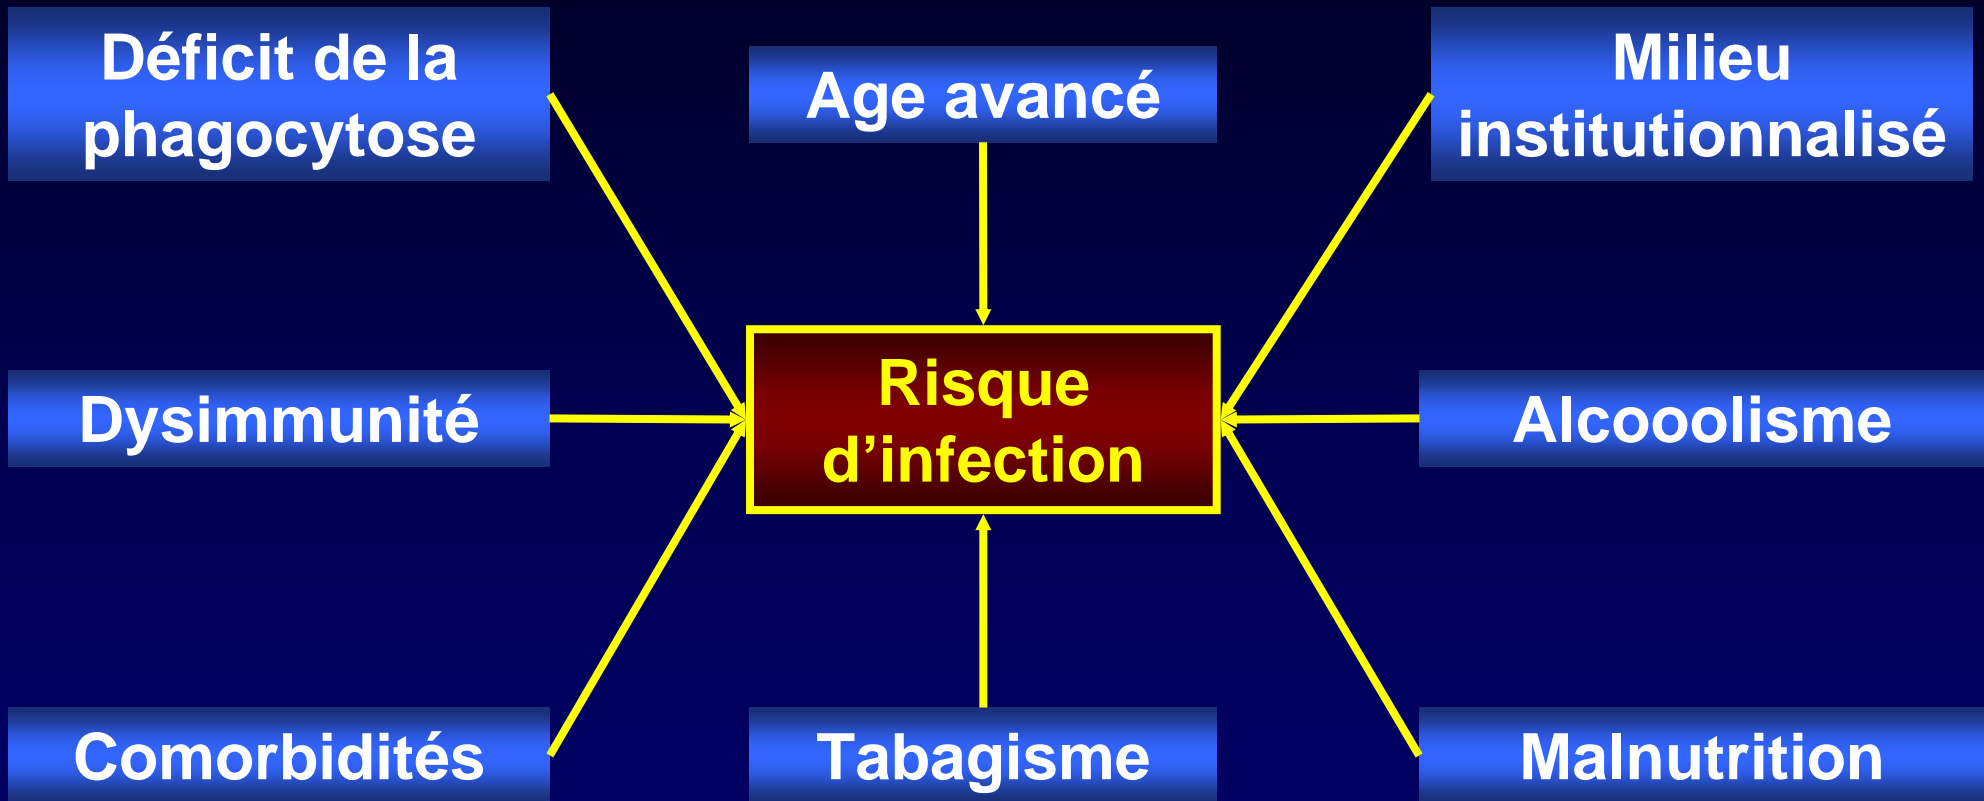 Déficit de la
phagocytose
Age avancé
Milieu
institutionnalisé
Dysimmunité
Risque
d’infection
Alcooolisme
Comorbidités
Tabagisme
Malnutrition